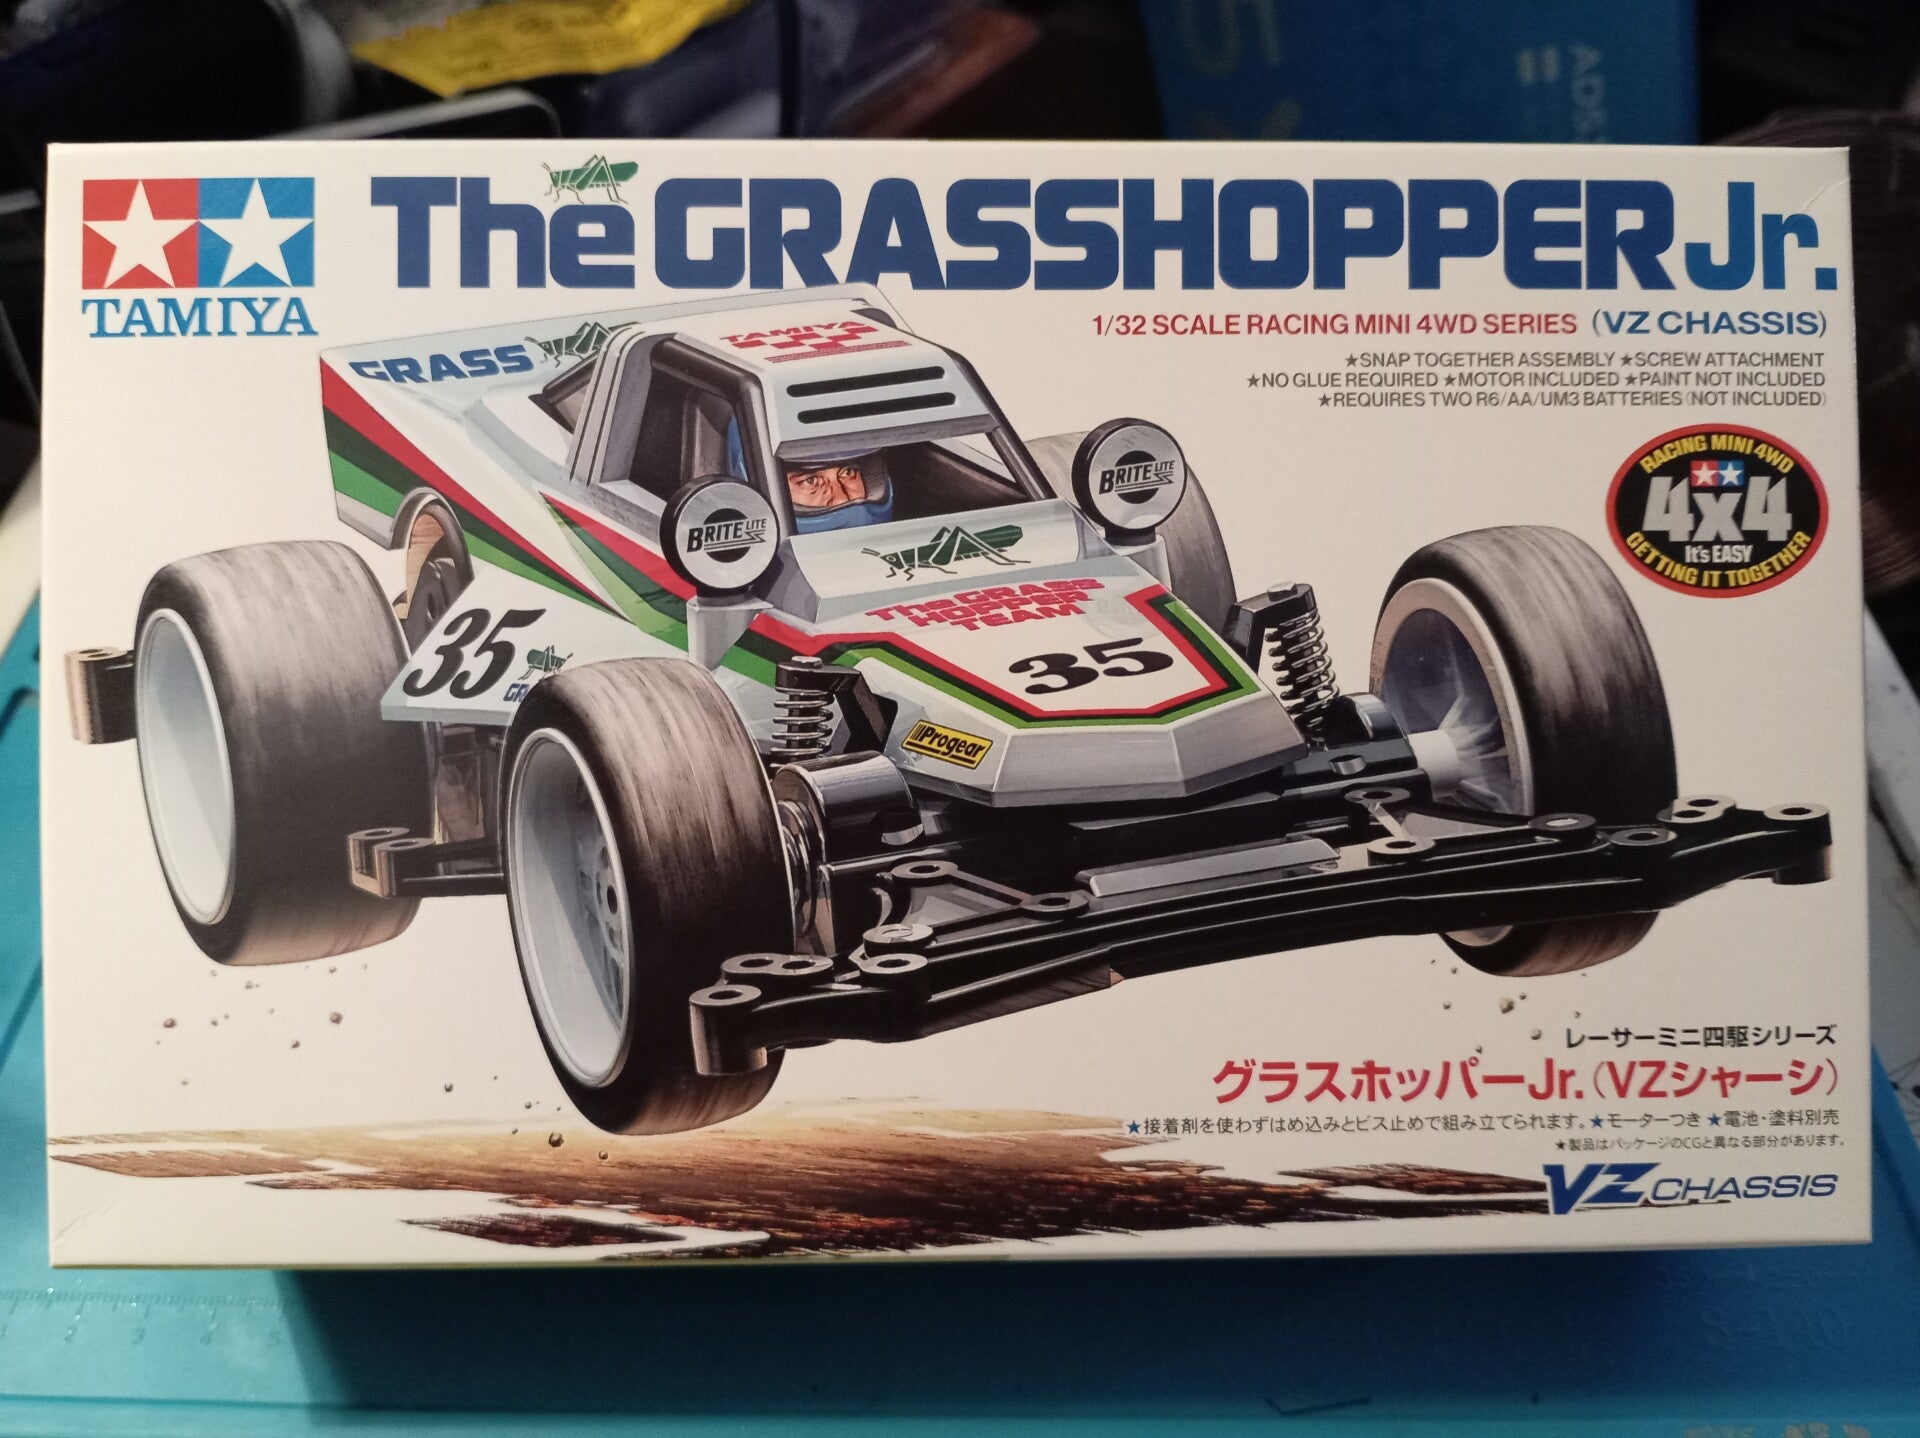 The GRASSHOPPER Jr.
TAMIYA
1/32 SCALE RACING MINI 4WD SERIES (VZ CHASSIS)
★SNAP TOGETHER ASSEMBLY ★SCREW ATTACHMENT
★NO GLUE REQUIRED ★MOTOR INCLUDED ★PAINT NOT INCLUDED
★REQUIRES TWO R6/AA/UM3 BATTERIES (NOT INCLUDED)
RACING MINI 4WD
4x4
It's EASY
GETTING IT TOGETHER
GRASS
TAMIYA
BRITE LITE
BRITE LITE
The GRASS
HOPPER
TEAM
35
35
GR
Progear
レーサーミニ四駆シリーズ
グラスホッパーJr.(VZシャーシ)
★接着剤を使わずはめ込みとビス止めで組み立てられます。★モーターつき ★電池・塗料別売
★製品はパッケージのCGと異なる部分があります。
VZ CHASSIS